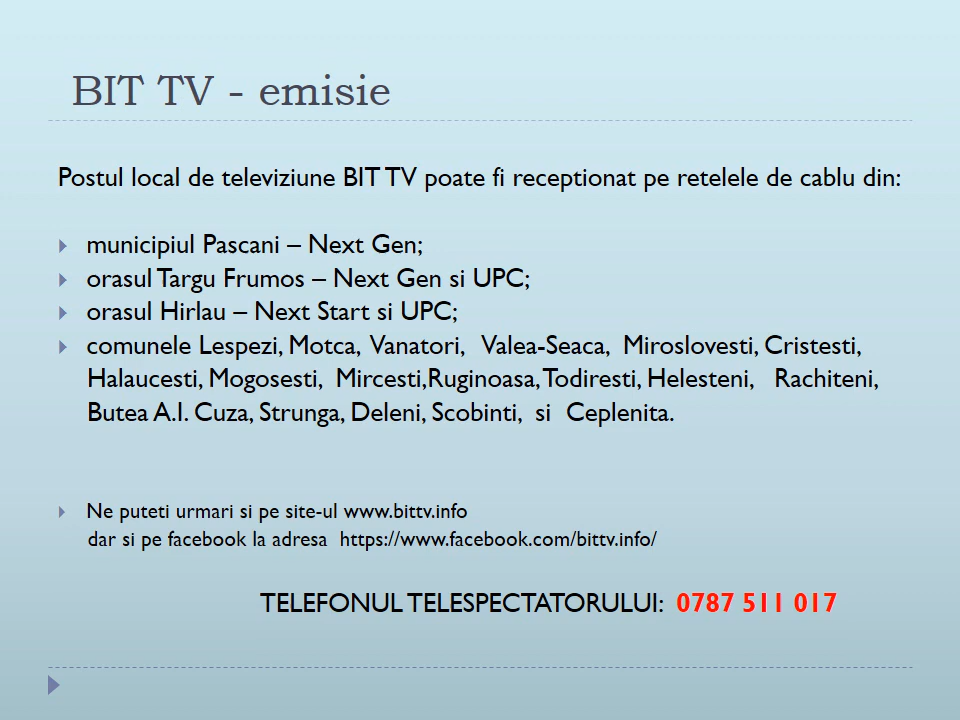 BIT TV - emisie
Postul local de televiziune BIT TV poate fi receptionat pe retelele de cablu din:
municipiul Pascani – Next Gen;
orasul Targu Frumos – Next Gen si UPC;
orasul Hirlau – Next Start si UPC;
comunele Lespezi, Motca, Vanatori, Valea-Seaca, Miroslovesti, Cristesti,
Halaucesti, Mogosesti, Mircesti,Ruginoasa, Todiresti, Helesteni, Rachiteni,
Butea A.I. Cuza, Strunga, Deleni, Scobinti, si Ceplenita.
Ne puteti urmari si pe site-ul www.bittv.info
dar si pe facebook la adresa https://www.facebook.com/bittv.info/
TELEFONUL TELESPECTATORULUI: 0787 511 017